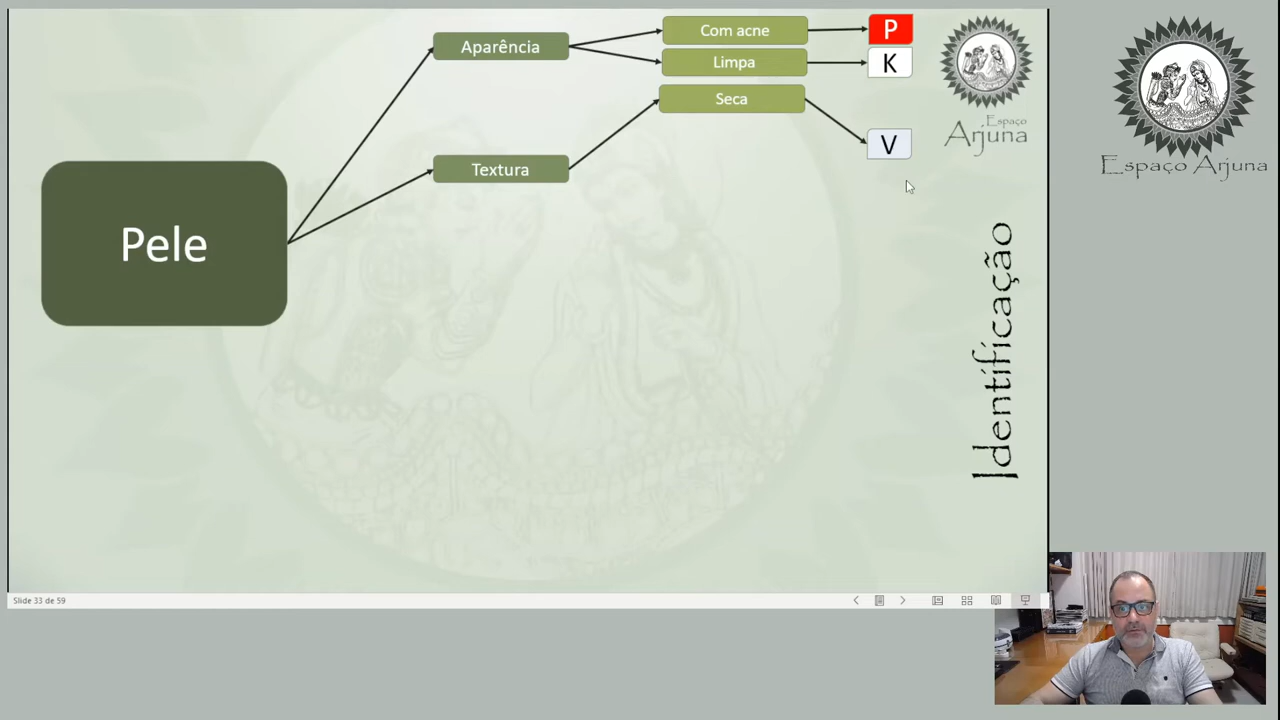 Pele
Aparência
Textura
Com acne
Limpa
Seca
P
K
V
Espaço
Arjuna
Espaço Arjuna
Identificação
Slide 33 de 59